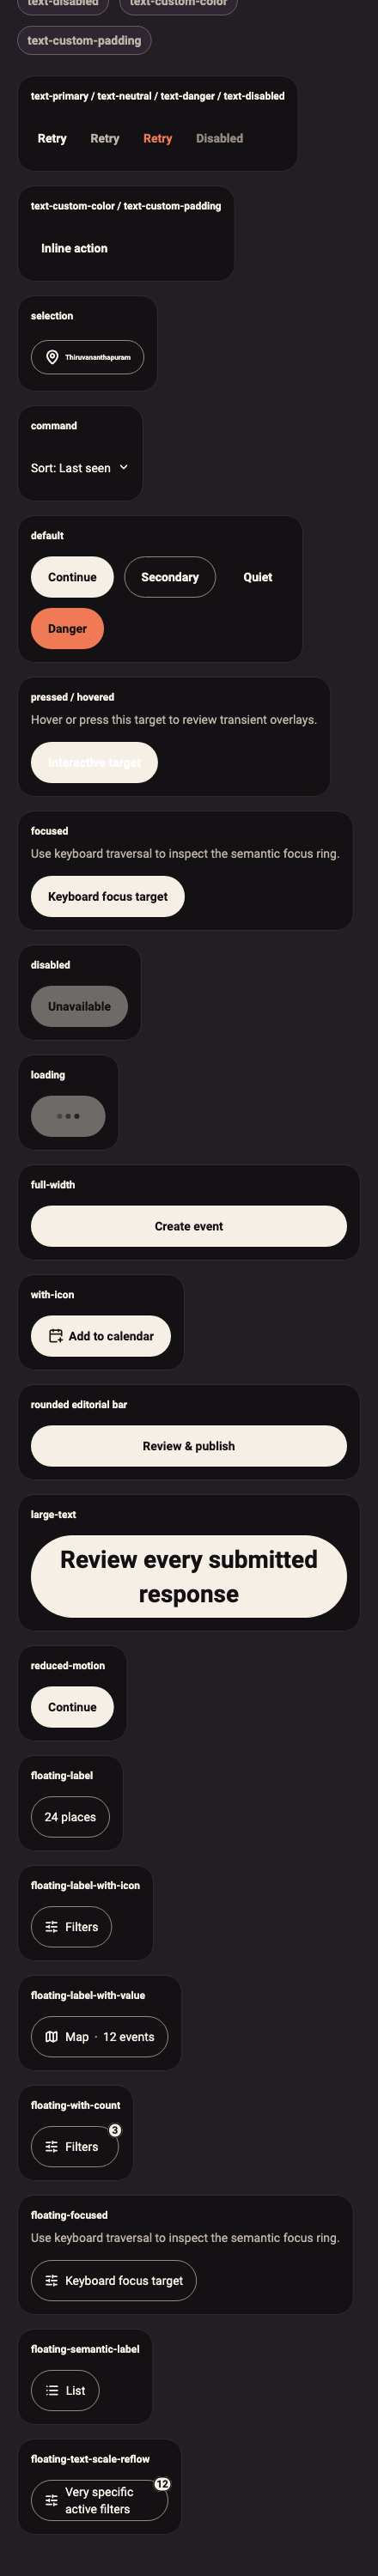 text-disabled
text-custom-color
text-custom-padding
text-primary / text-neutral / text-danger / text-disabled
Retry
Retry
Retry
Disabled
text-custom-color / text-custom-padding
Inline action
selection
Thiruvananthapuram
command
Sort: Last seen
default
Continue
Secondary
Quiet
Danger
pressed / hovered
Hover or press this target to review transient overlays.
Interactive target
focused
Use keyboard traversal to inspect the semantic focus ring.
Keyboard focus target
disabled
Unavailable
loading
full-width
Create event
with-icon
Add to calendar
rounded editorial bar
Review & publish
large-text
Review every submitted
response
reduced-motion
Continue
floating-label
24 places
floating-label-with-icon
Filters
floating-label-with-value
Map · 12 events
floating-with-count
3
Filters
floating-focused
Use keyboard traversal to inspect the semantic focus ring.
Keyboard focus target
floating-semantic-label
List
floating-text-scale-reflow
12
Very specific
active filters